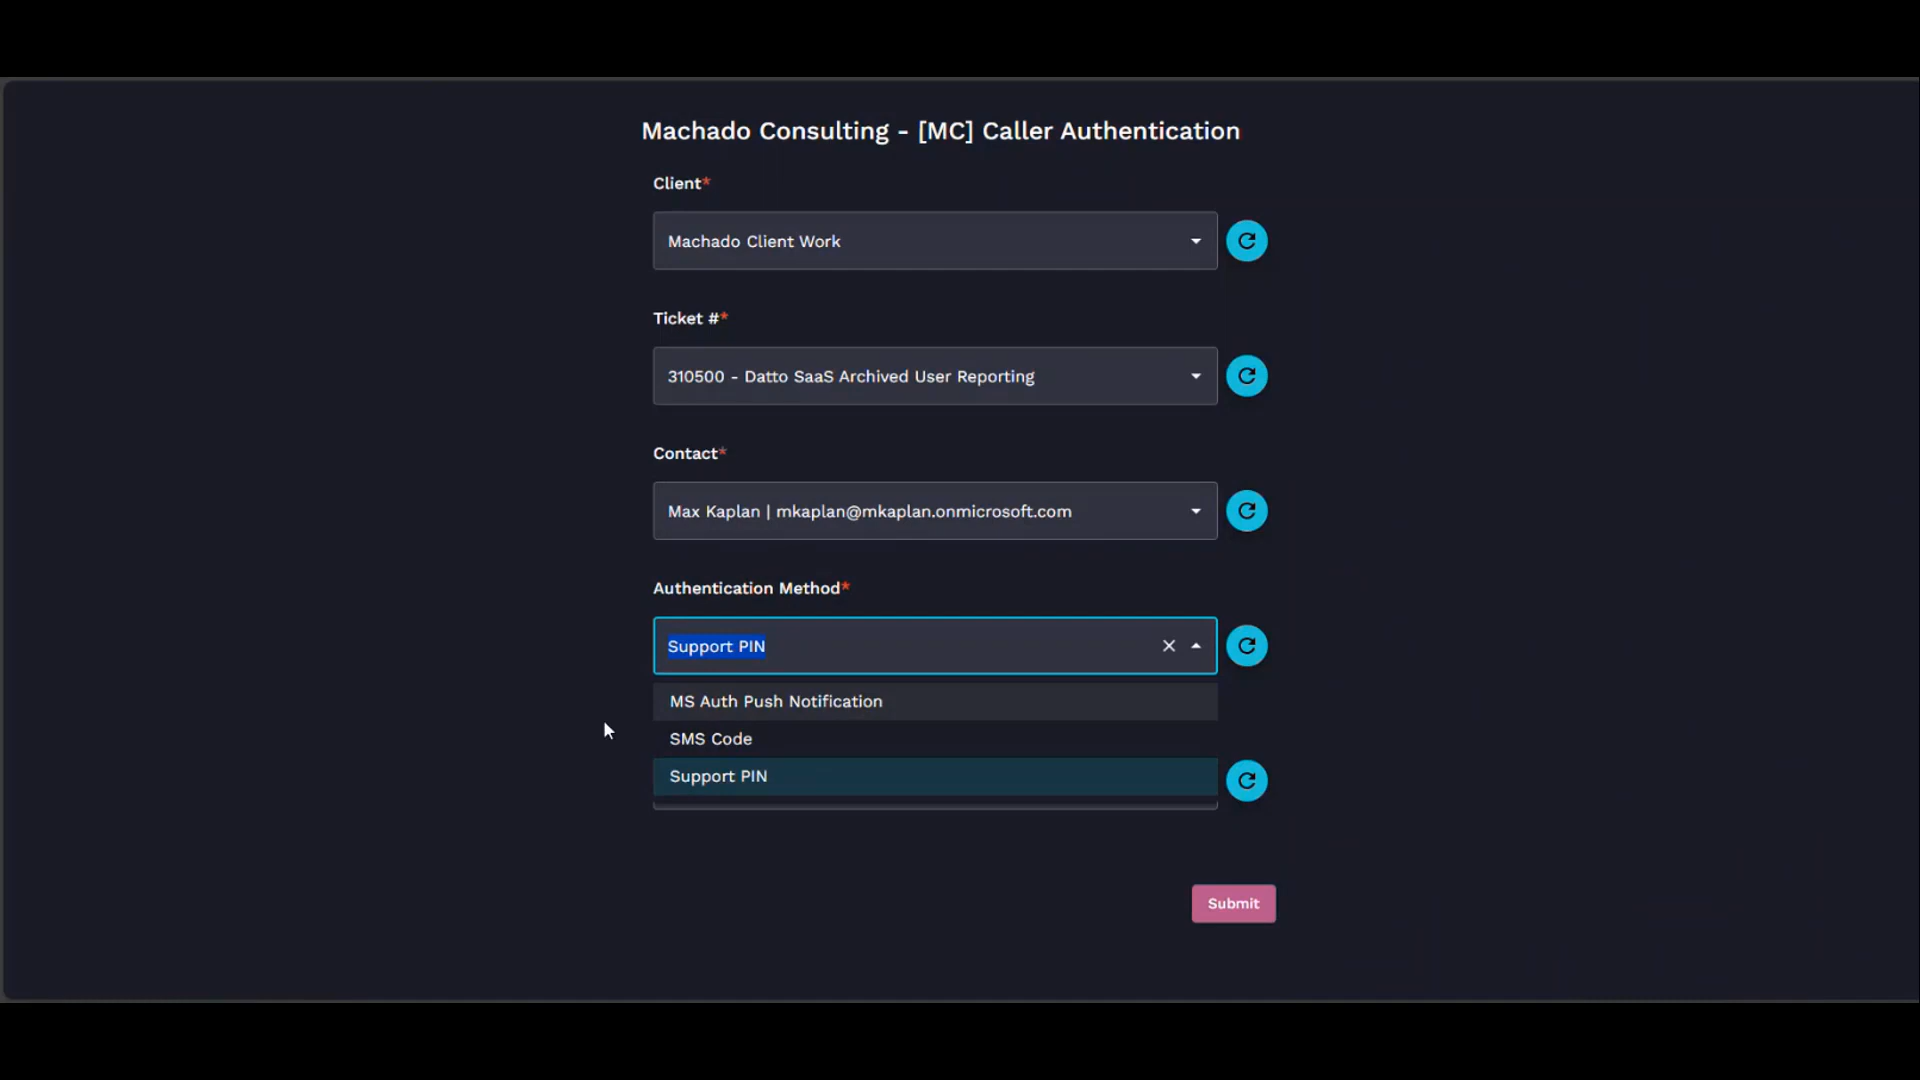 Machado Consulting - [MC] Caller Authentication
Client*
Machado Client Work
Ticket #*
310500 - Datto SaaS Archived User Reporting
Contact*
Max Kaplan | mkaplan@mkaplan.onmicrosoft.com
Authentication Method*
Support PIN
MS Auth Push Notification
SMS Code
Support PIN
Submit